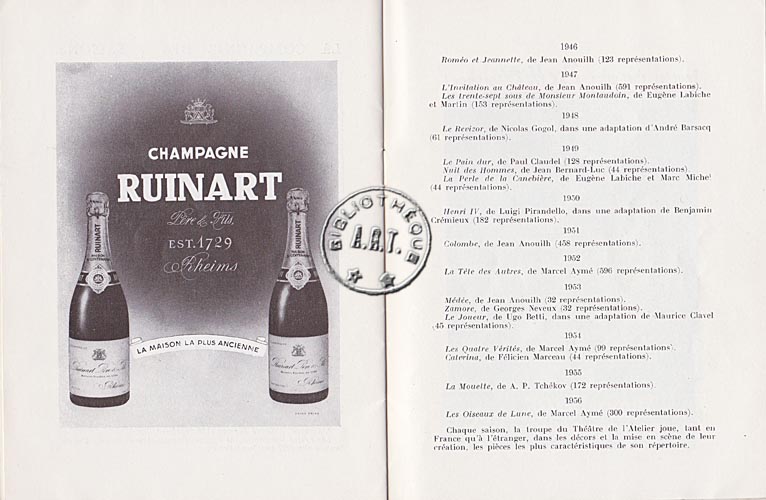 CHAMPAGNE
RUINART
Père & Fils
EST. 1729
Rheims
RUINART
RUINART
LA MAISON LA PLUS ANCIENNE
Ruinart Père & Fils
Rheims
BIBLIOTHÈQUE
A.R.T.
1946
Roméo et Jeannette, de Jean Anouilh (123 représentations).
1947
L'Invitation au Château, de Jean Anouilh (591 représentations).
Les trente-sept sous de Monsieur Montaudoin, de Eugène Labiche
et Martin (153 représentations).
1948
Le Revizor, de Nicolas Gogol, dans une adaptation d'André Barsacq
(61 représentations).
1949
Le Pain dur, de Paul Claudel (128 représentations).
Nuit des Hommes, de Jean Bernard-Luc (44 représentations).
La Perle de la Canebière, de Eugène Labiche et Marc Michel
(44 représentations).
1950
Henri IV, de Luigi Pirandello, dans une adaptation de Benjamin
Crémieux (182 représentations).
1951
Colombe, de Jean Anouilh (458 représentations).
1952
La Tête des Autres, de Marcel Aymé (596 représentations).
1953
Médée, de Jean Anouilh (32 représentations).
Zamore, de Georges Neveux (32 représentations).
Le Joueur, de Ugo Betti, dans une adaptation de Maurice Clavel
(45 représentations).
1954
Les Quatre Vérités, de Marcel Aymé (99 représentations).
Caterina, de Félicien Marceau (44 représentations).
1955
La Mouette, de A. P. Tchékov (172 représentations).
1956
Les Oiseaux de Lune, de Marcel Aymé (300 représentations).
Chaque saison, la troupe du Théâtre de l'Atelier joue, tant en
France qu'à l'étranger, dans les décors et la mise en scène de leur
création, les pièces les plus caractéristiques de son répertoire.